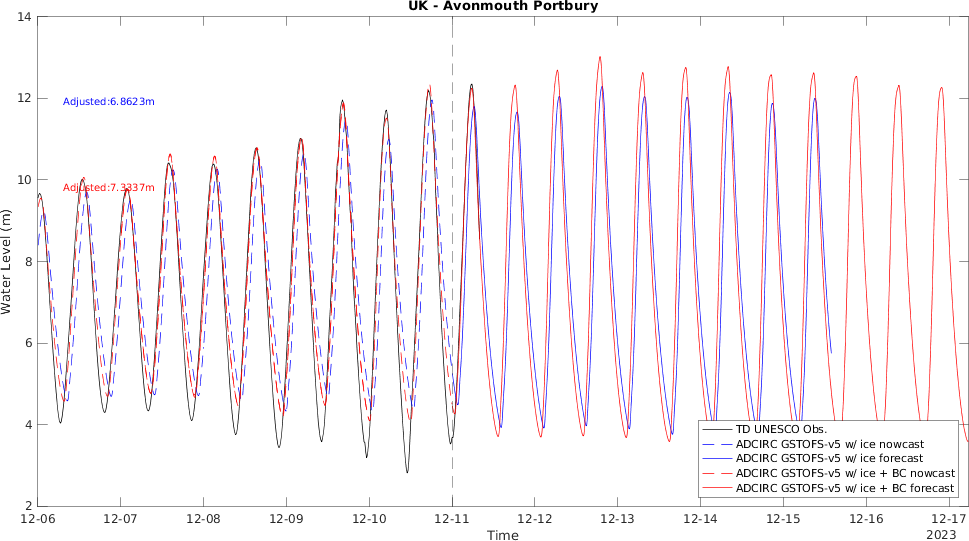 UK - Avonmouth Portbury
14
12
10
8
6
4
2
Water Level (m)
Adjusted:6.8623m
Adjusted:7.3337m
TD UNESCO Obs.
ADCIRC GSTOFS-v5 w/ ice nowcast
ADCIRC GSTOFS-v5 w/ ice forecast
ADCIRC GSTOFS-v5 w/ ice + BC nowcast
ADCIRC GSTOFS-v5 w/ ice + BC forecast
12-06 12-07 12-08 12-09 12-10 12-11 12-12 12-13 12-14 12-15 12-16 12-17
Time
2023